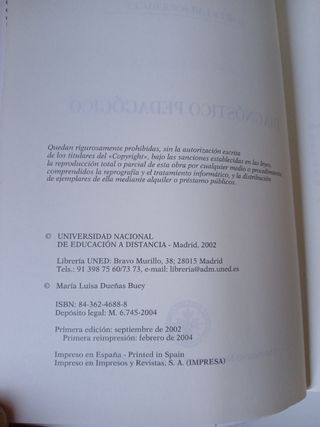 Quedan rigurosamente prohibidas, sin la autorización escrita
de los titulares del «Copyright», bajo las sanciones establecidas en las leyes,
la reproducción total o parcial de esta obra por cualquier medio o procedimiento,
comprendidos la reprografía y el tratamiento informático, y la distribución
de ejemplares de ella mediante alquiler o préstamo públicos.
© UNIVERSIDAD NACIONAL
DE EDUCACIÓN A DISTANCIA - Madrid, 2002
Librería UNED: Bravo Murillo, 38; 28015 Madrid
Tels.: 91 398 75 60/73 73, e-mail: libreria@adm.uned.es
© María Luisa Dueñas Buey
ISBN: 84-362-4688-8
Depósito legal: M. 6.745-2004
Primera edición: septiembre de 2002
Primera reimpresión: febrero de 2004
Impreso en España - Printed in Spain
Impreso en Impresos y Revistas, S. A. (IMPRESA)